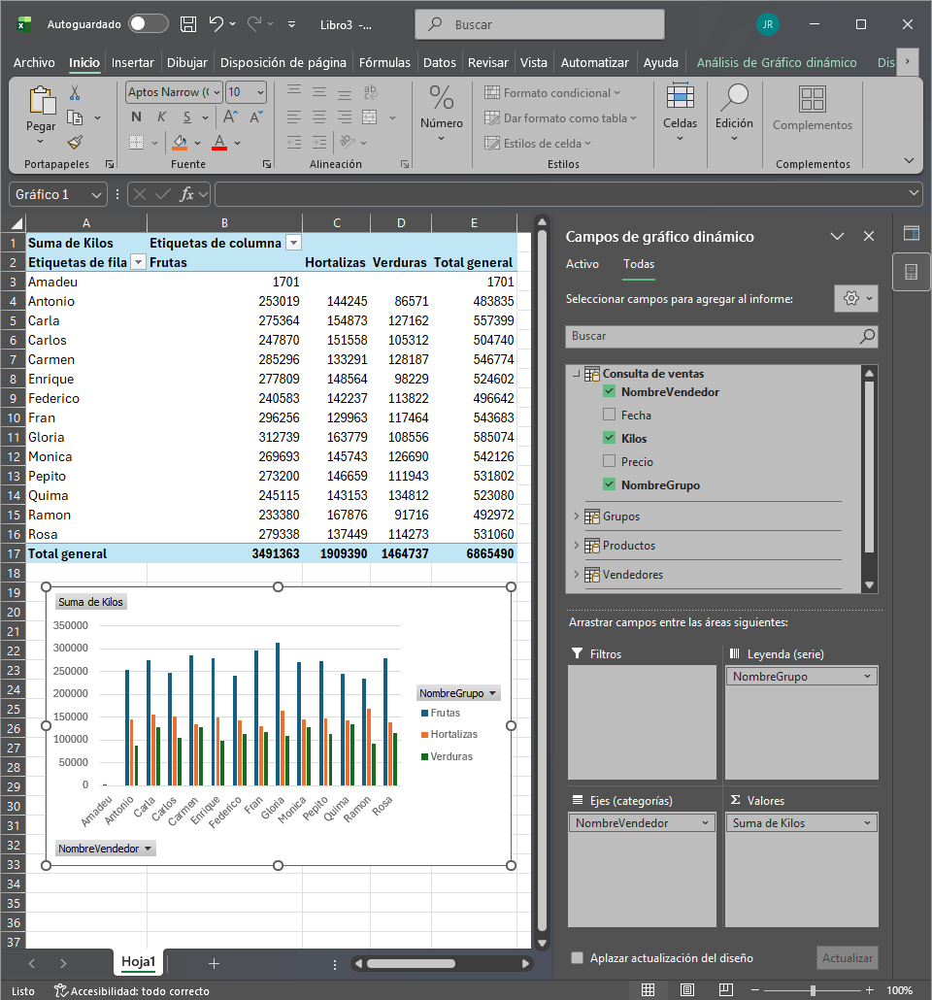 Autoguardado Libro3 -... Buscar JR
Archivo Inicio Insertar Dibujar Disposición de página Fórmulas Datos Revisar Vista Automatizar Ayuda Análisis de Gráfico dinámico Dis
Aptos Narrow (C 10
Pegar
N K S A A
A
ab
Número
Formato condicional
Dar formato como tabla
Estilos de celda
Celdas Edición Complementos
Portapapeles Fuente Alineación Estilos Complementos
Gráfico 1 fx
A B C D E
1 Suma de Kilos Etiquetas de columna
2 Etiquetas de fila Frutas Hortalizas Verduras Total general
3 Amadeu 1701 1701
4 Antonio 253019 144245 86571 483835
5 Carla 275364 154873 127162 557399
6 Carlos 247870 151558 105312 504740
7 Carmen 285296 133291 128187 546774
8 Enrique 277809 148564 98229 524602
9 Federico 240583 142237 113822 496642
10 Fran 296256 129963 117464 543683
11 Gloria 312739 163779 108556 585074
12 Monica 269693 145743 126690 542126
13 Pepito 273200 146659 111943 531802
14 Quima 245115 143153 134812 523080
15 Ramon 233380 167876 91716 492972
16 Rosa 279338 137449 114273 531060
17 Total general 3491363 1909390 1464737 6865490
18
19
20
21
22
23
24
25
26
27
28
29
30
31
32
33
34
35
36
37
Suma de Kilos
350000
300000
250000
200000
150000
100000
50000
0
Amadeu Antonio Carla Carlos Carmen Enrique Federico Fran Gloria Monica Pepito Quima Ramon Rosa
NombreGrupo
Frutas
Hortalizas
Verduras
NombreVendedor
Campos de gráfico dinámico
Activo Todas
Seleccionar campos para agregar al informe:
Buscar
Consulta de ventas
NombreVendedor
Fecha
Kilos
Precio
NombreGrupo
Grupos
Productos
Vendedores
Arrastrar campos entre las áreas siguientes:
Filtros Leyenda (serie)
NombreGrupo
Ejes (categorías) Σ Valores
NombreVendedor Suma de Kilos
Aplazar actualización del diseño Actualizar
Hoja1
Listo Accesibilidad: todo correcto 100%